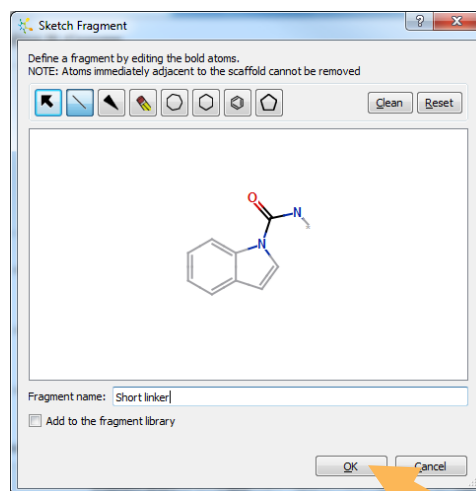 Sketch Fragment
Define a fragment by editing the bold atoms.
NOTE: Atoms immediately adjacent to the scaffold cannot be removed
Clean Reset
O
N
N
Fragment name: Short linker
Add to the fragment library
OK Cancel